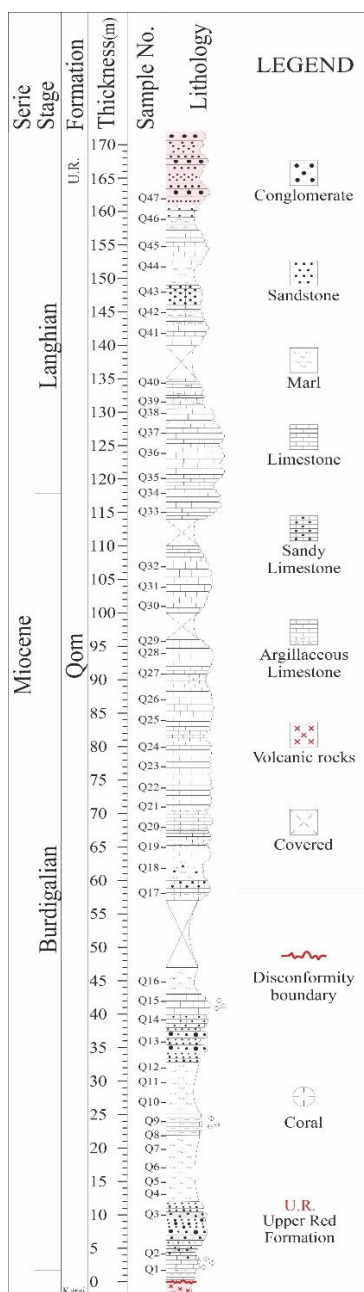 Serie
Stage
Formation
Thickness(m)
Sample No.
Lithology
LEGEND
Miocene
Langhian
Burdigalian
U.R.
Qom
Karaj
170
165
160
155
150
145
140
135
130
125
120
115
110
105
100
95
90
85
80
75
70
65
60
55
50
45
40
35
30
25
20
15
10
5
0
Q47
Q46
Q45
Q44
Q43
Q42
Q41
Q40
Q39
Q38
Q37
Q36
Q35
Q34
Q33
Q32
Q31
Q30
Q29
Q28
Q27
Q26
Q25
Q24
Q23
Q22
Q21
Q20
Q19
Q18
Q17
Q16
Q15
Q14
Q13
Q12
Q11
Q10
Q9
Q8
Q7
Q6
Q5
Q4
Q3
Q2
Q1
Conglomerate
Sandstone
Marl
Limestone
Sandy
Limestone
Argillaccous
Limestone
Volcanic rocks
Covered
Disconformity
boundary
Coral
U.R.
Upper Red
Formation